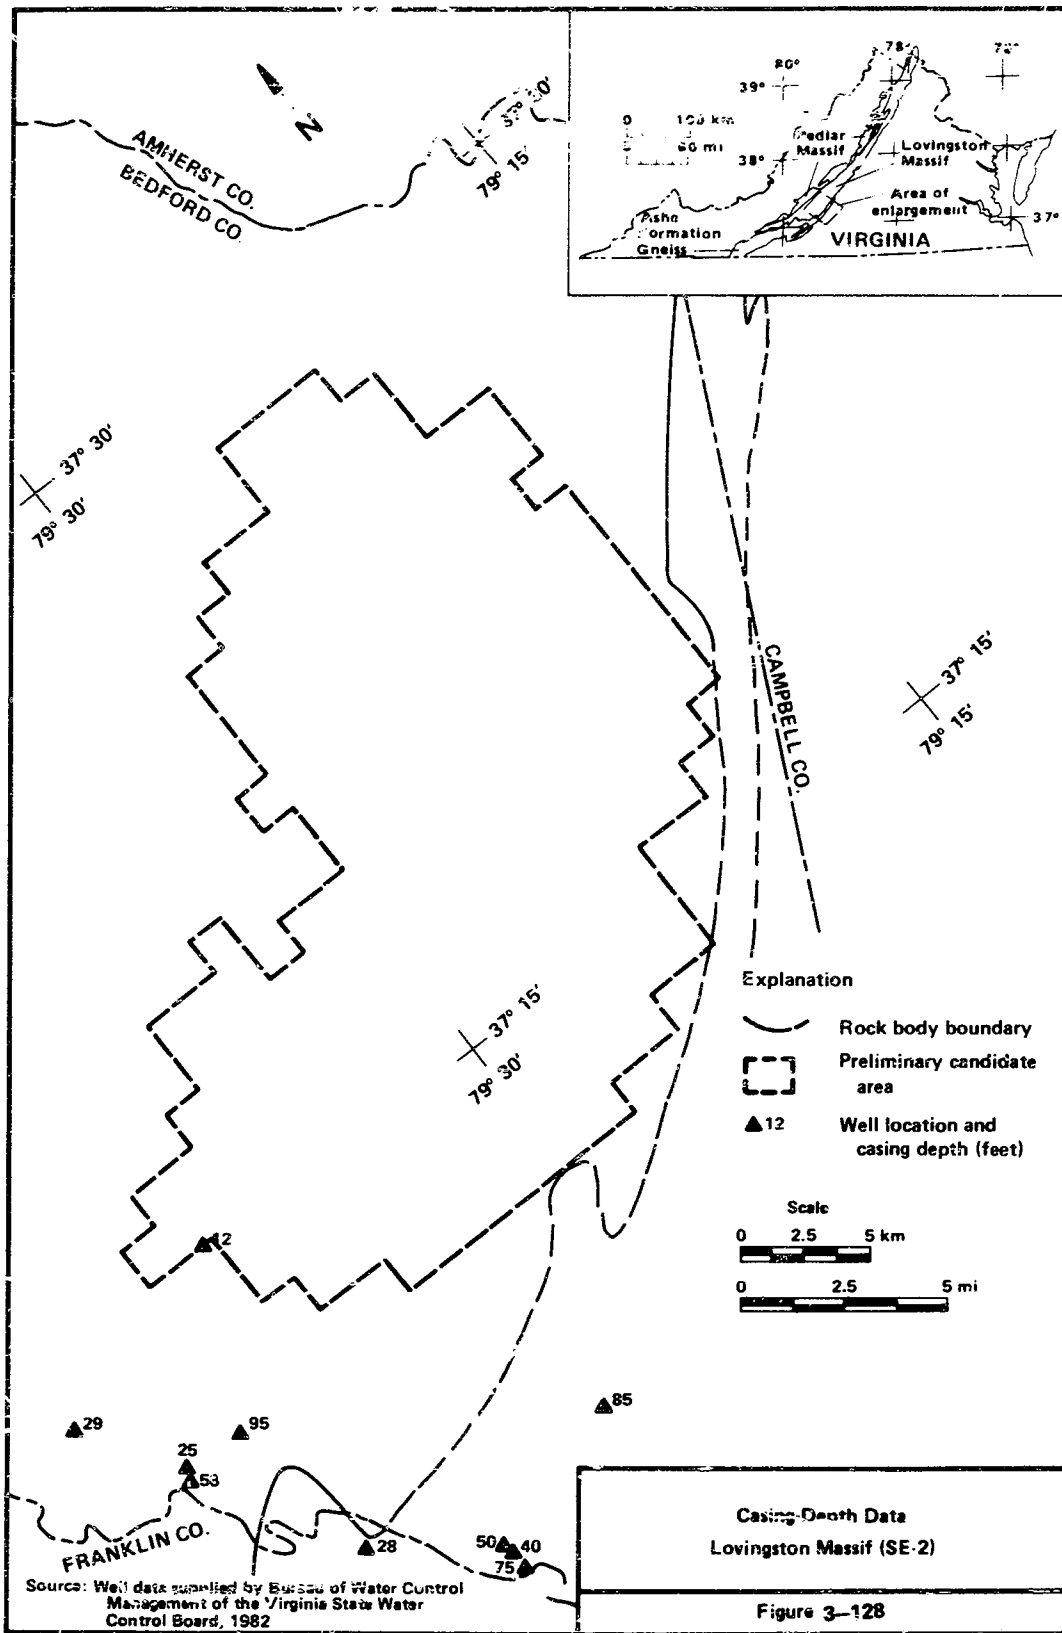 80°
78°
39°
0 100 km
Pedlar
Massif
Lovingston
Massif
38°
Area of
enlargement
37°
Formation
Gneiss
VIRGINIA
N
79° 15'
AMHERST CO.
BEDFORD CO.
37° 30'
79° 30'
CAMPBELL CO.
37° 15'
79° 15'
37° 15'
79° 30'
Explanation
Rock body boundary
Preliminary candidate
area
12 Well location and
casing depth (feet)
Scale
0 2.5 5 km
0 2.5 5 mi
12
85
29
95
25
53
FRANKLIN CO.
28
50
40
75
Casing-Depth Data
Lovingston Massif (SE-2)
Figure 3–128
Source: Well data supplied by Bureau of Water Control
Management of the Virginia State Water
Control Board, 1982